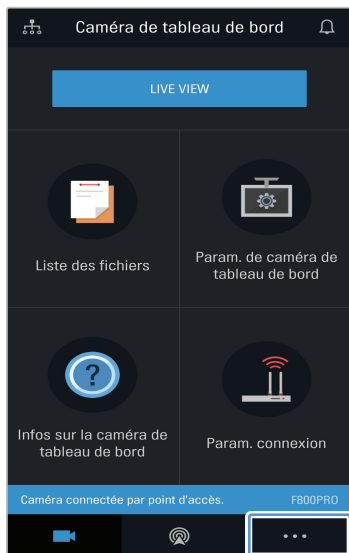 Caméra de tableau de bord
LIVE VIEW
Liste des fichiers
Param. de caméra de
tableau de bord
Infos sur la caméra de
tableau de bord
Param. connexion
Caméra connectée par point d'accès.
F800PRO